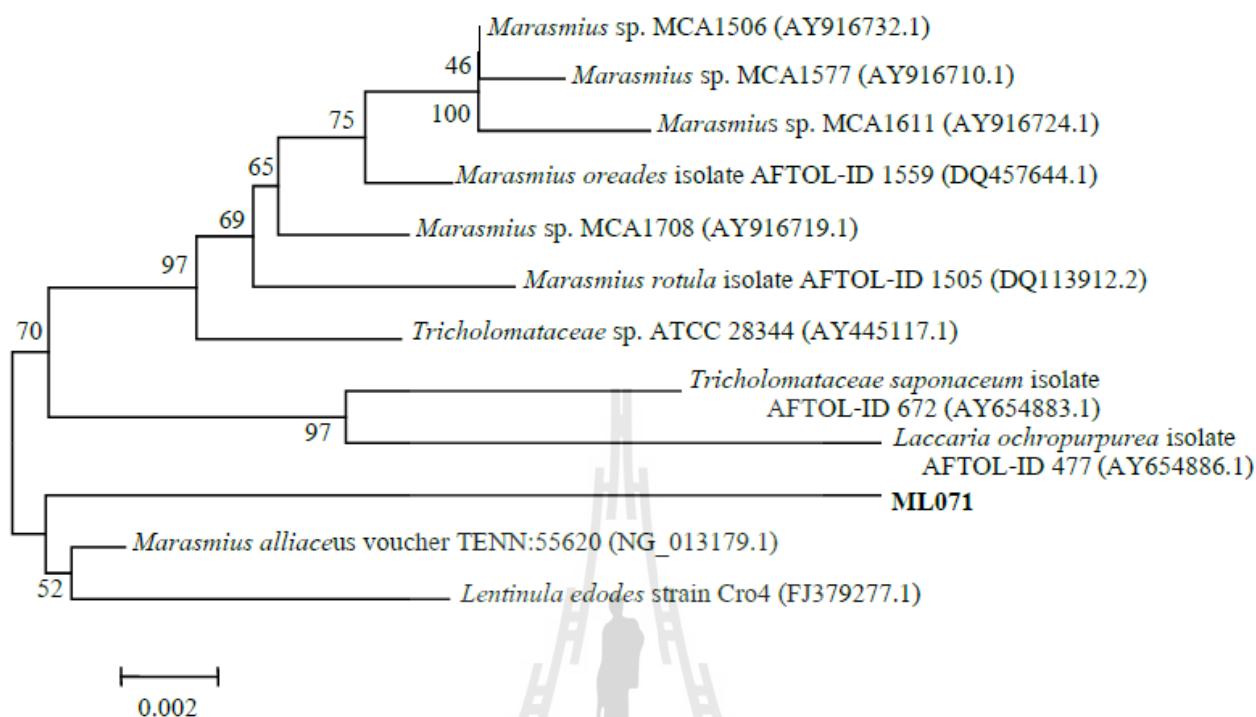 Marasmius sp. MCA1506 (AY916732.1)
46
Marasmius sp. MCA1577 (AY916710.1)
100
Marasmius sp. MCA1611 (AY916724.1)
75
65
Marasmius oreades isolate AFTOL-ID 1559 (DQ457644.1)
69
Marasmius sp. MCA1708 (AY916719.1)
97
Marasmius rotula isolate AFTOL-ID 1505 (DQ113912.2)
70
Tricholomataceae sp. ATCC 28344 (AY445117.1)
Tricholomataceae saponaceum isolate
AFTOL-ID 672 (AY654883.1)
97
Laccaria ochropurpurea isolate
AFTOL-ID 477 (AY654886.1)
ML071
Marasmius alliaceus voucher TENN:55620 (NG_013179.1)
52
Lentinula edodes strain Cro4 (FJ379277.1)
0.002